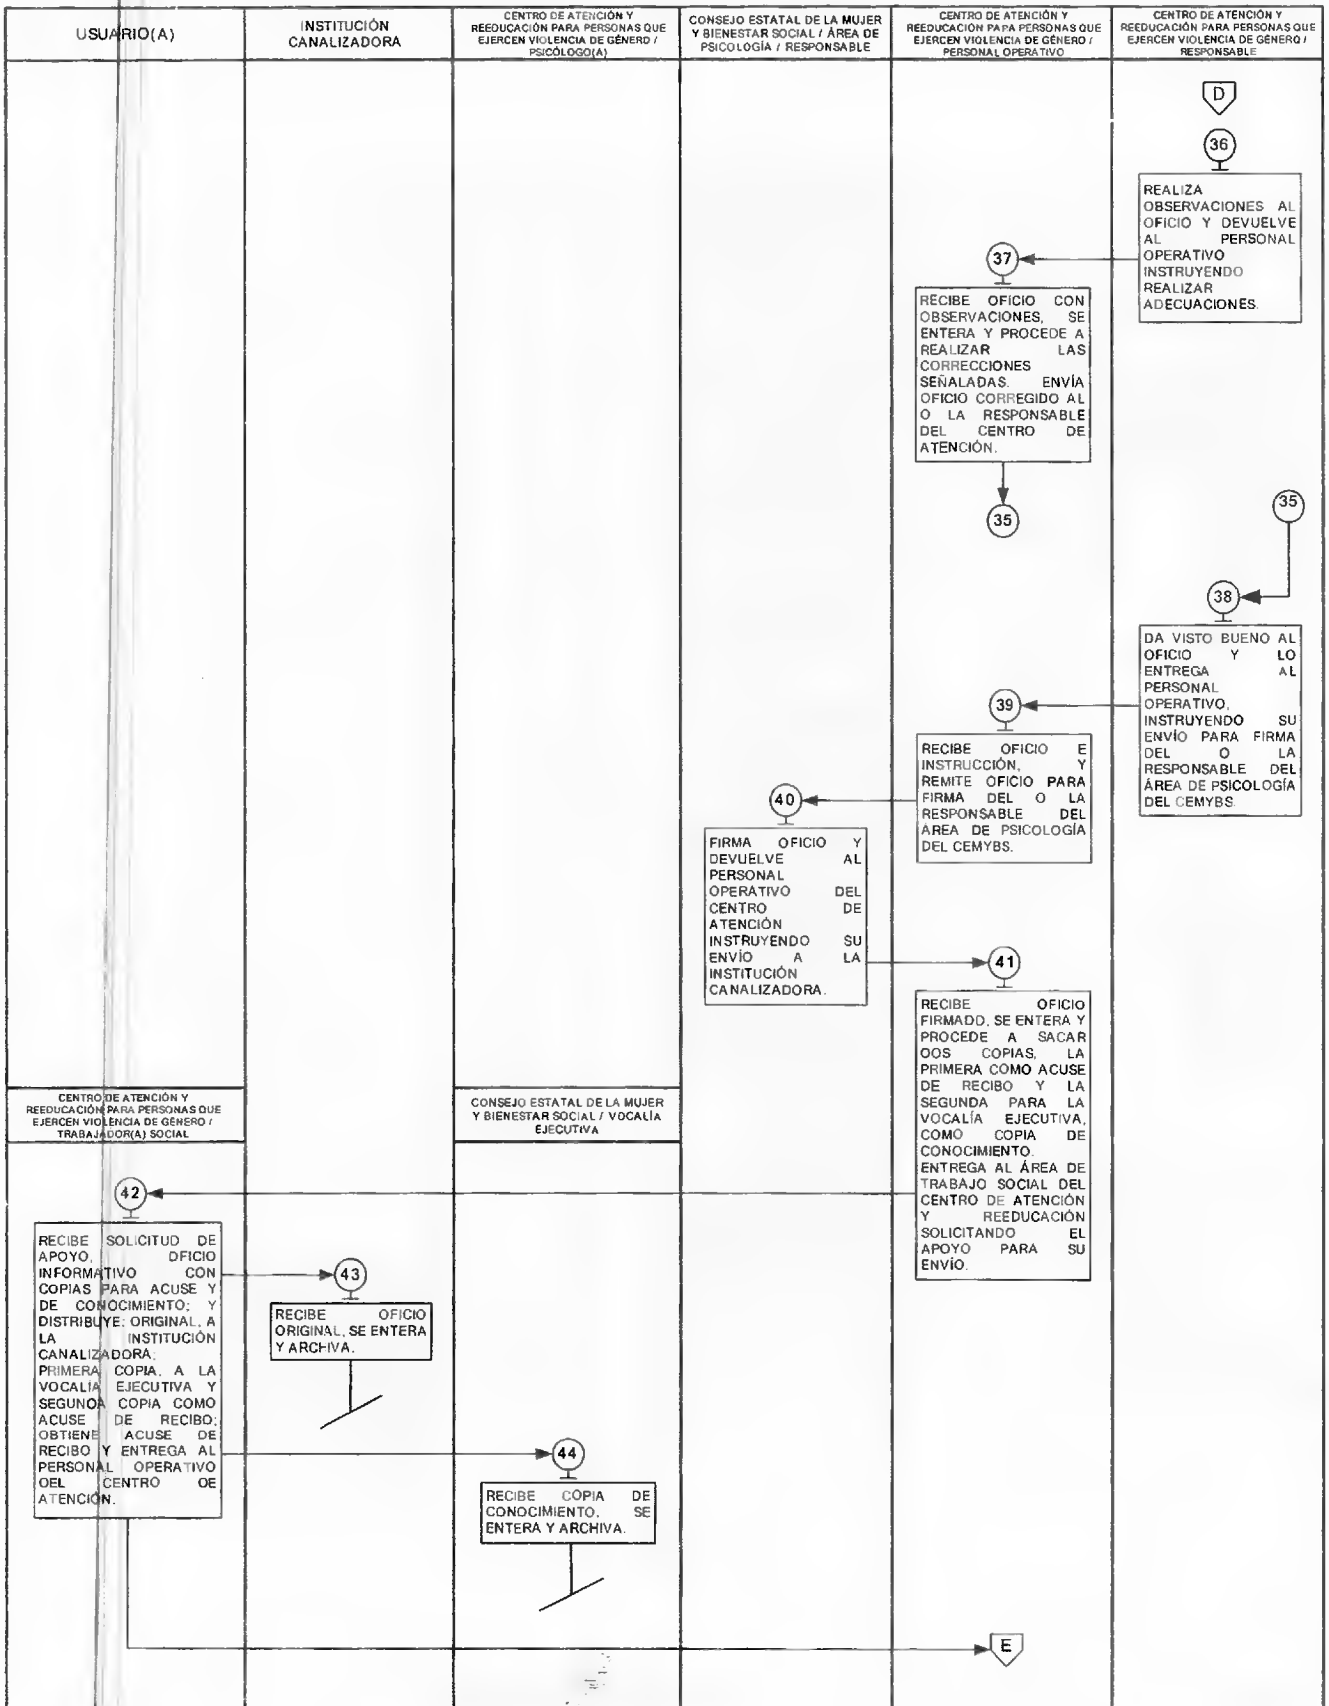 USUARIO(A)
INSTITUCIÓN
CANALIZADORA
CENTRO DE ATENCIÓN Y
REEDUCACIÓN PARA PERSONAS QUE
EJERCEN VIOLENCIA DE GÉNERO /
PSICÓLOGO(A)
CONSEJO ESTATAL DE LA MUJER
Y BIENESTAR SOCIAL / ÁREA DE
PSICOLOGÍA / RESPONSABLE
CENTRO DE ATENCIÓN Y
REEDUCACIÓN PAPA PERSONAS QUE
EJERCEN VIOLENCIA DE GÉNERO /
PERSONAL OPERATIVO
CENTRO DE ATENCIÓN Y
REEDUCACIÓN PARA PERSONAS QUE
EJERCEN VIOLENCIA DE GÉNERO /
RESPONSABLE
D
36
REALIZA
OBSERVACIONES AL
OFICIO Y DEVUELVE
AL PERSONAL
OPERATIVO
INSTRUYENDO
REALIZAR
ADECUACIONES.
37
RECIBE OFICIO CON
OBSERVACIONES, SE
ENTERA Y PROCEDE A
REALIZAR LAS
CORRECCIONES
SEÑALADAS. ENVÍA
OFICIO CORREGIDO AL
O LA RESPONSABLE
DEL CENTRO DE
ATENCIÓN.
35
35
38
DA VISTO BUENO AL
OFICIO Y LO
ENTREGA AL
PERSONAL
OPERATIVO,
INSTRUYENDO SU
ENVÍO PARA FIRMA
DEL O LA
RESPONSABLE DEL
ÁREA DE PSICOLOGÍA
DEL CEMYBS.
39
RECIBE OFICIO E
INSTRUCCIÓN, Y
REMITE OFICIO PARA
FIRMA DEL O LA
RESPONSABLE DEL
ÁREA DE PSICOLOGÍA
DEL CEMYBS.
40
FIRMA OFICIO Y
DEVUELVE AL
PERSONAL
OPERATIVO DEL
CENTRO DE
ATENCIÓN
INSTRUYENDO SU
ENVÍO A LA
INSTITUCIÓN
CANALIZADORA.
41
RECIBE OFICIO
FIRMADO, SE ENTERA Y
PROCEDE A SACAR
DOS COPIAS, LA
PRIMERA COMO ACUSE
DE RECIBO Y LA
SEGUNDA PARA LA
VOCALÍA EJECUTIVA,
COMO COPIA DE
CONOCIMIENTO.
ENTREGA AL ÁREA DE
TRABAJO SOCIAL DEL
CENTRO DE ATENCIÓN
Y REEDUCACIÓN
SOLICITANDO EL
APOYO PARA SU
ENVÍO.
CENTRO DE ATENCIÓN Y
REEDUCACIÓN PARA PERSONAS QUE
EJERCEN VIOLENCIA DE GÉNERO /
TRABAJADOR(A) SOCIAL
CONSEJO ESTATAL DE LA MUJER
Y BIENESTAR SOCIAL / VOCALÍA
EJECUTIVA
42
RECIBE SOLICITUD DE
APOYO, OFICIO
INFORMATIVO CON
COPIAS PARA ACUSE Y
DE CONOCIMIENTO; Y
DISTRIBUYE: ORIGINAL, A
LA INSTITUCIÓN
CANALIZADORA;
PRIMERA COPIA, A LA
VOCALÍA EJECUTIVA Y
SEGUNDA COPIA COMO
ACUSE DE RECIBO;
OBTIENE ACUSE DE
RECIBO Y ENTREGA AL
PERSONAL OPERATIVO
DEL CENTRO DE
ATENCIÓN.
43
RECIBE OFICIO
ORIGINAL, SE ENTERA
Y ARCHIVA.
44
RECIBE COPIA DE
CONOCIMIENTO, SE
ENTERA Y ARCHIVA.
E